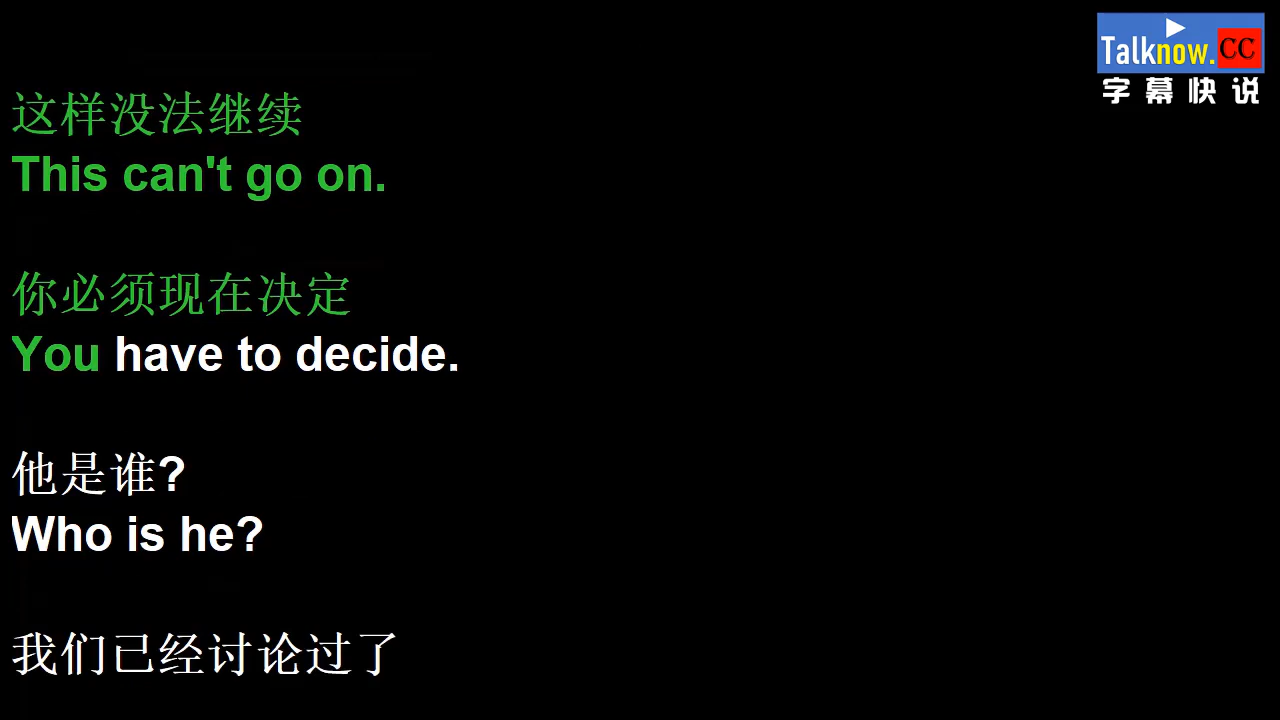 Talknow.CC
字幕快说
这样没法继续
This can't go on.
你必须现在决定
You have to decide.
他是谁?
Who is he?
我们已经讨论过了